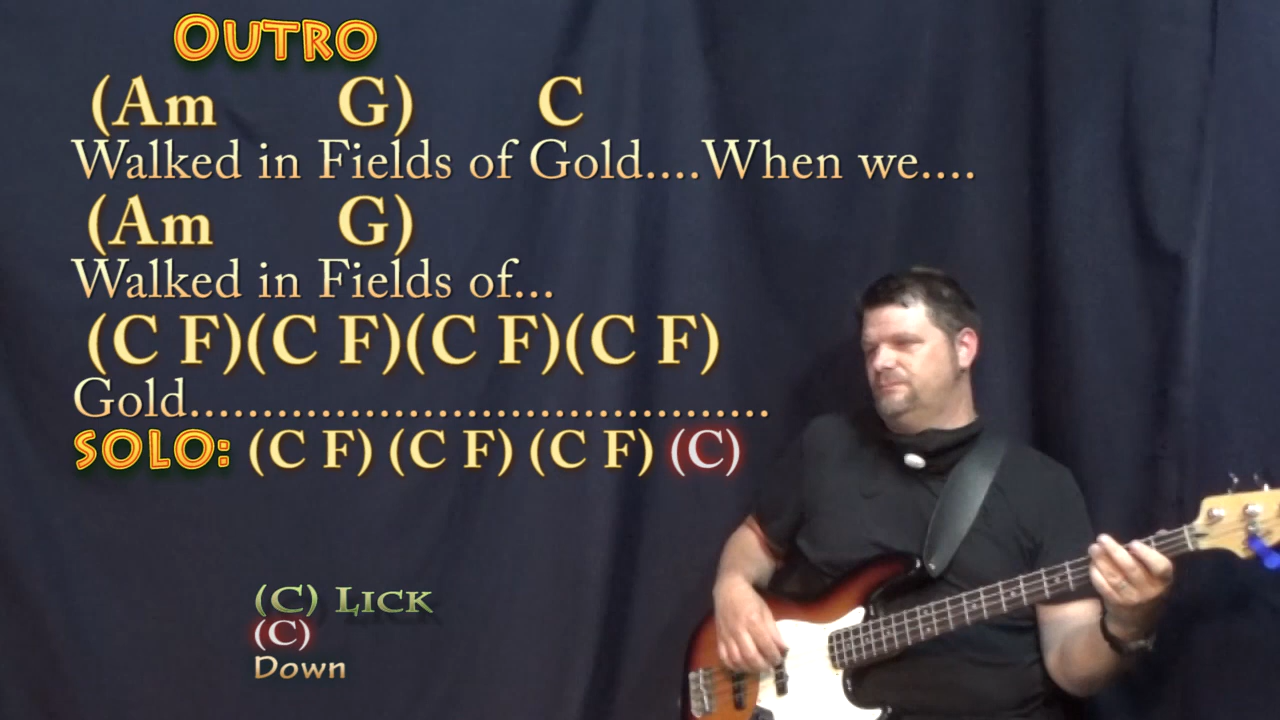 OUTRO
(Am G) C
Walked in Fields of Gold....When we....
(Am G)
Walked in Fields of...
(C F)(C F)(C F)(C F)
Gold........................................
SOLO: (C F) (C F) (C F) (C)
(C) LICK
(C)
Down